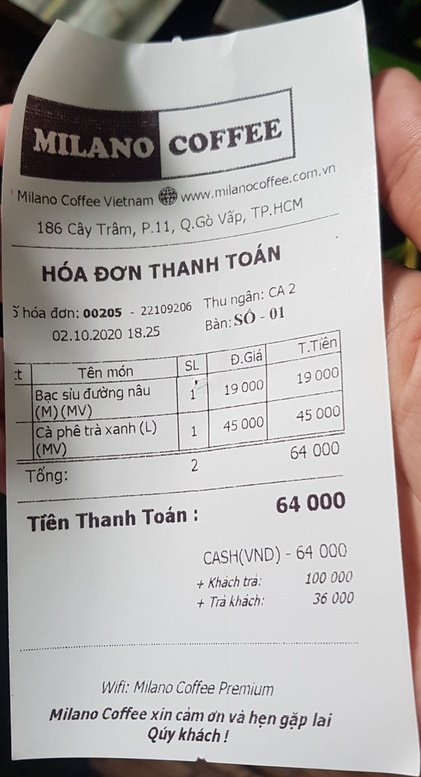 MILANO COFFEE
Milano Coffee Vietnam www.milanocoffee.com.vn
186 Cây Trâm, P.11, Q.Gò Vấp, TP.HCM
HÓA ĐƠN THANH TOÁN
hóa đơn: 00205 - 22109206 Thu ngân: CA 2
02.10.2020 18.25 Bàn: SỐ - 01
:t Tên món SL Đ.Giá T.Tiền
Bạc sỉu đường nâu 1 19 000 19 000
(M) (MV)
Cà phê trà xanh (L) 1 45 000 45 000
(MV)
Tổng: 2 64 000
Tiền Thanh Toán : 64 000
CASH(VND) - 64 000
+ Khách trả: 100 000
+ Trả khách: 36 000
Wifi: Milano Coffee Premium
Milano Coffee xin cảm ơn và hẹn gặp lai
Qúy khách !